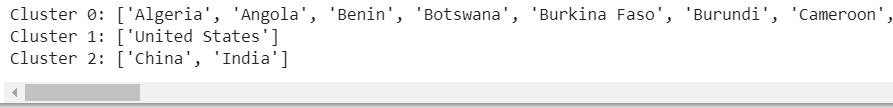 Cluster 0: ['Algeria', 'Angola', 'Benin', 'Botswana', 'Burkina Faso', 'Burundi', 'Cameroon',
Cluster 1: ['United States']
Cluster 2: ['China', 'India']